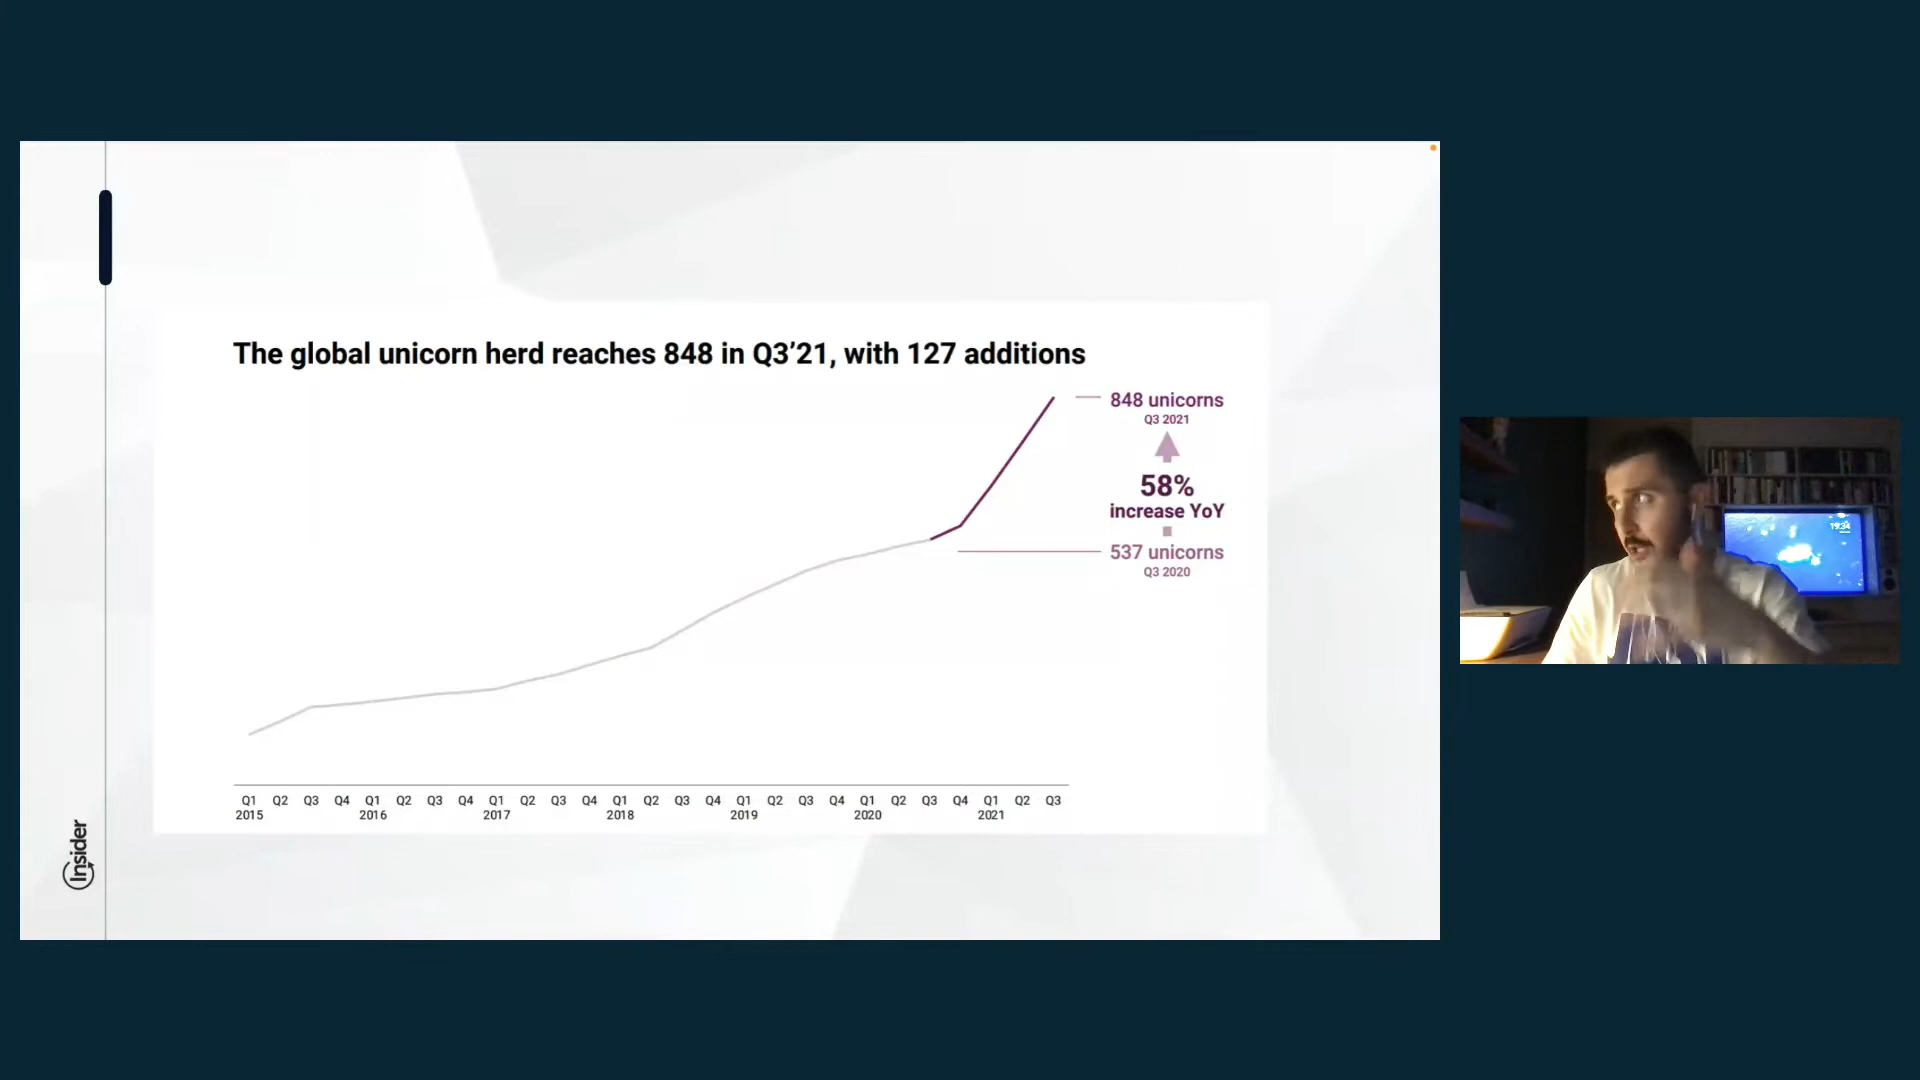 The global unicorn herd reaches 848 in Q3’21, with 127 additions
848 unicorns
Q3 2021
58%
increase YoY
537 unicorns
Q3 2020
Q1 Q2 Q3 Q4 Q1 Q2 Q3 Q4 Q1 Q2 Q3 Q4 Q1 Q2 Q3 Q4 Q1 Q2 Q3 Q4 Q1 Q2 Q3 Q4 Q1 Q2 Q3
2015 2016 2017 2018 2019 2020 2021
Insider
19:34